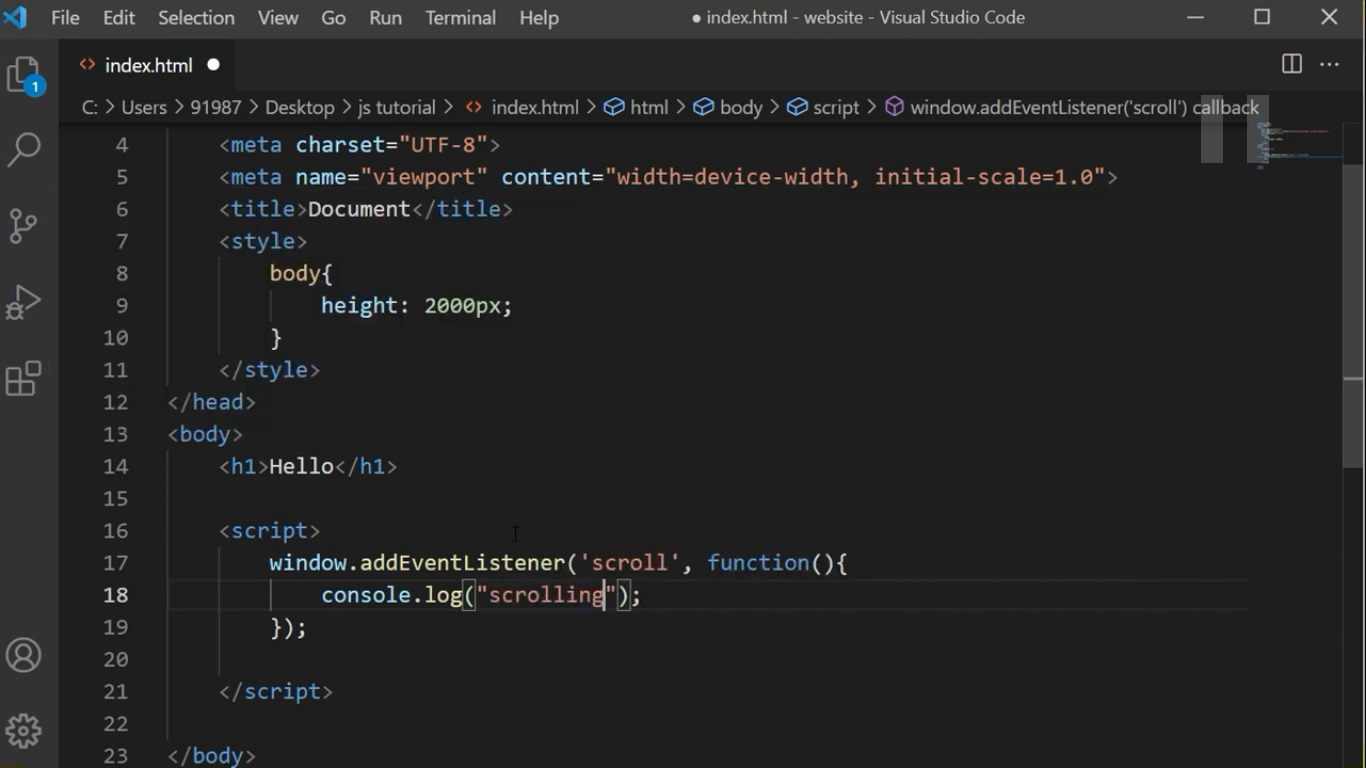 File Edit Selection View Go Run Terminal Help ● index.html - website - Visual Studio Code
index.html
1
C: > Users > 91987 > Desktop > js tutorial > index.html > html > body > script > window.addEventListener('scroll') callback
4 <meta charset="UTF-8">
5 <meta name="viewport" content="width=device-width, initial-scale=1.0">
6 <title>Document</title>
7 <style>
8 body{
9 height: 2000px;
10 }
11 </style>
12 </head>
13 <body>
14 <h1>Hello</h1>
15
16 <script>
17 window.addEventListener('scroll', function(){
18 console.log("scrolling");
19 });
20
21 </script>
22
23 </body>